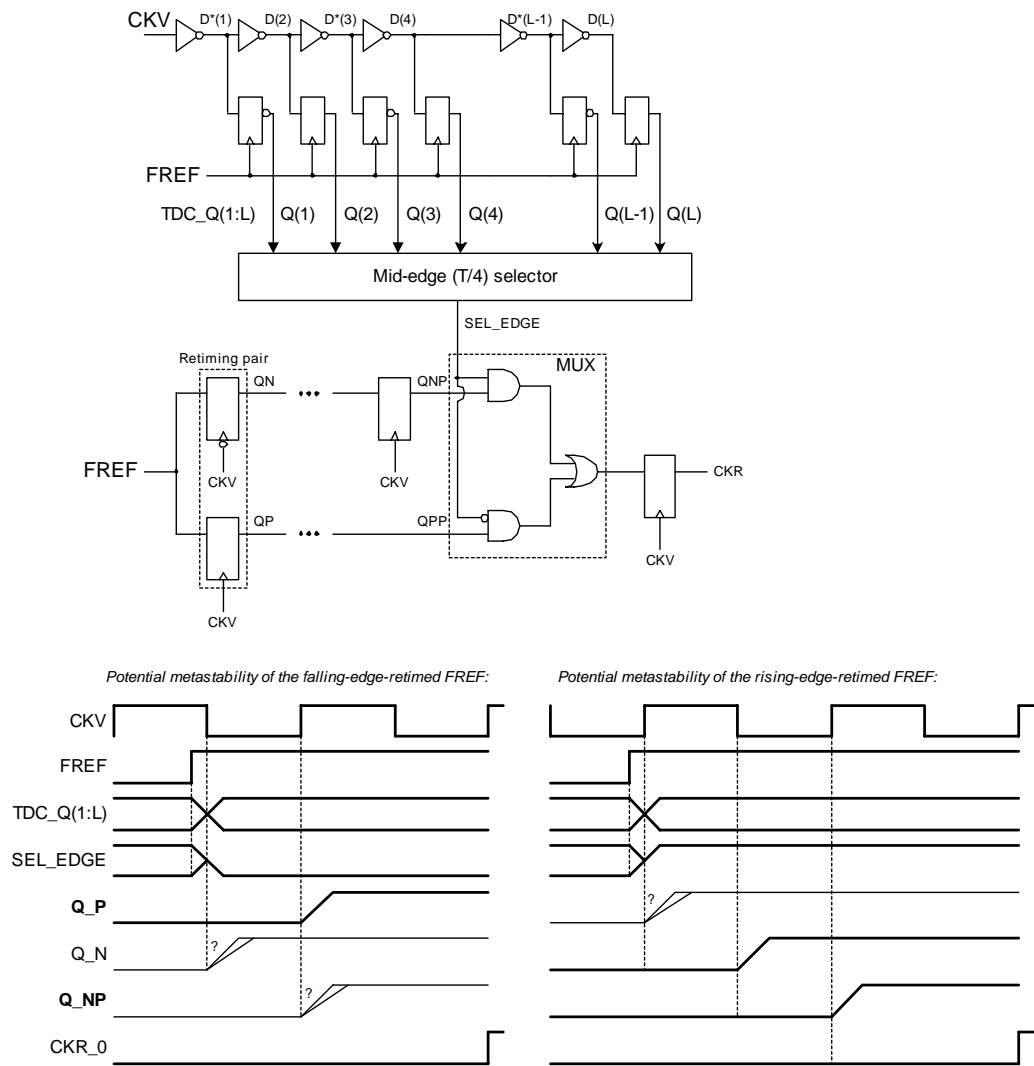 CKV D*(1) D(2) D*(3) D(4) D*(L-1) D(L)
FREF
TDC_Q(1:L) Q(1) Q(2) Q(3) Q(4) Q(L-1) Q(L)
Mid-edge (T/4) selector
SEL_EDGE
MUX
Retiming pair
QN ••• QNP
CKV CKV
FREF
CKR
QP ••• QPP
CKV
CKV
Potential metastability of the falling-edge-retimed FREF:
Potential metastability of the rising-edge-retimed FREF:
CKV
FREF
TDC_Q(1:L)
SEL_EDGE
Q_P ?
Q_N ?
Q_NP ?
CKR_0